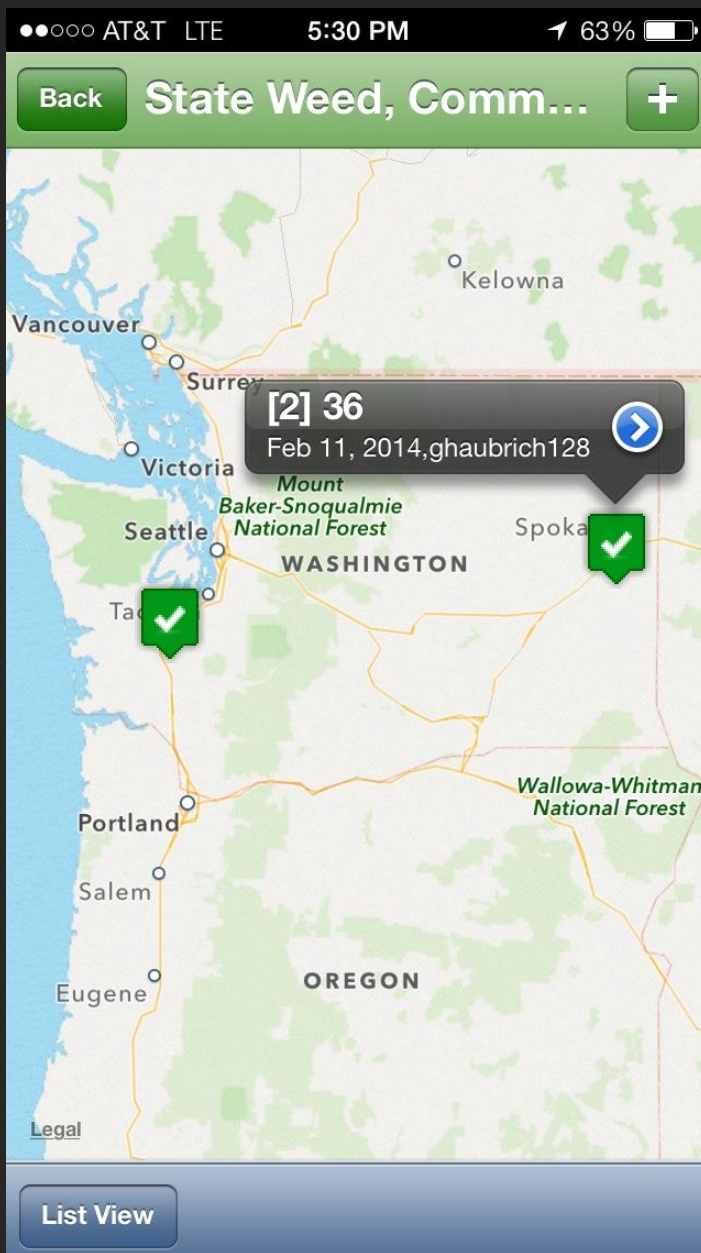 AT&T LTE 5:30 PM 63%
Back State Weed, Comm... +
Kelowna
Vancouver
Surrey
[2] 36
Feb 11, 2014,ghaubrich128
Victoria
Mount
Baker-Snoqualmie
National Forest
Seattle
Spoka
WASHINGTON
Ta
Wallowa-Whitman
National Forest
Portland
Salem
OREGON
Eugene
Legal
List View